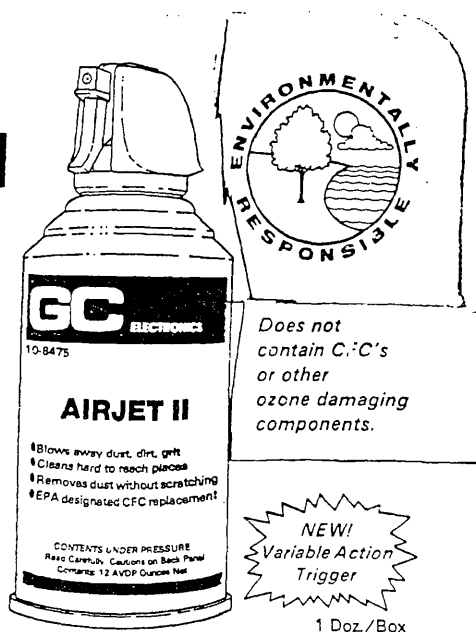 ENVIRONMENTALLY
RESPONSIBLE
GC ELECTRONICS
10-8475
AIRJET II
Blows away dust, dirt, grit
Cleans hard to reach places
Removes dust without scratching
EPA designated CFC replacement
CONTENTS UNDER PRESSURE
Read Carefully Cautions on Back Panel
Contents: 12 AVDP Ounces Net
Does not
contain CFC's
or other
ozone damaging
components.
NEW!
Variable Action
Trigger
1 Doz./Box